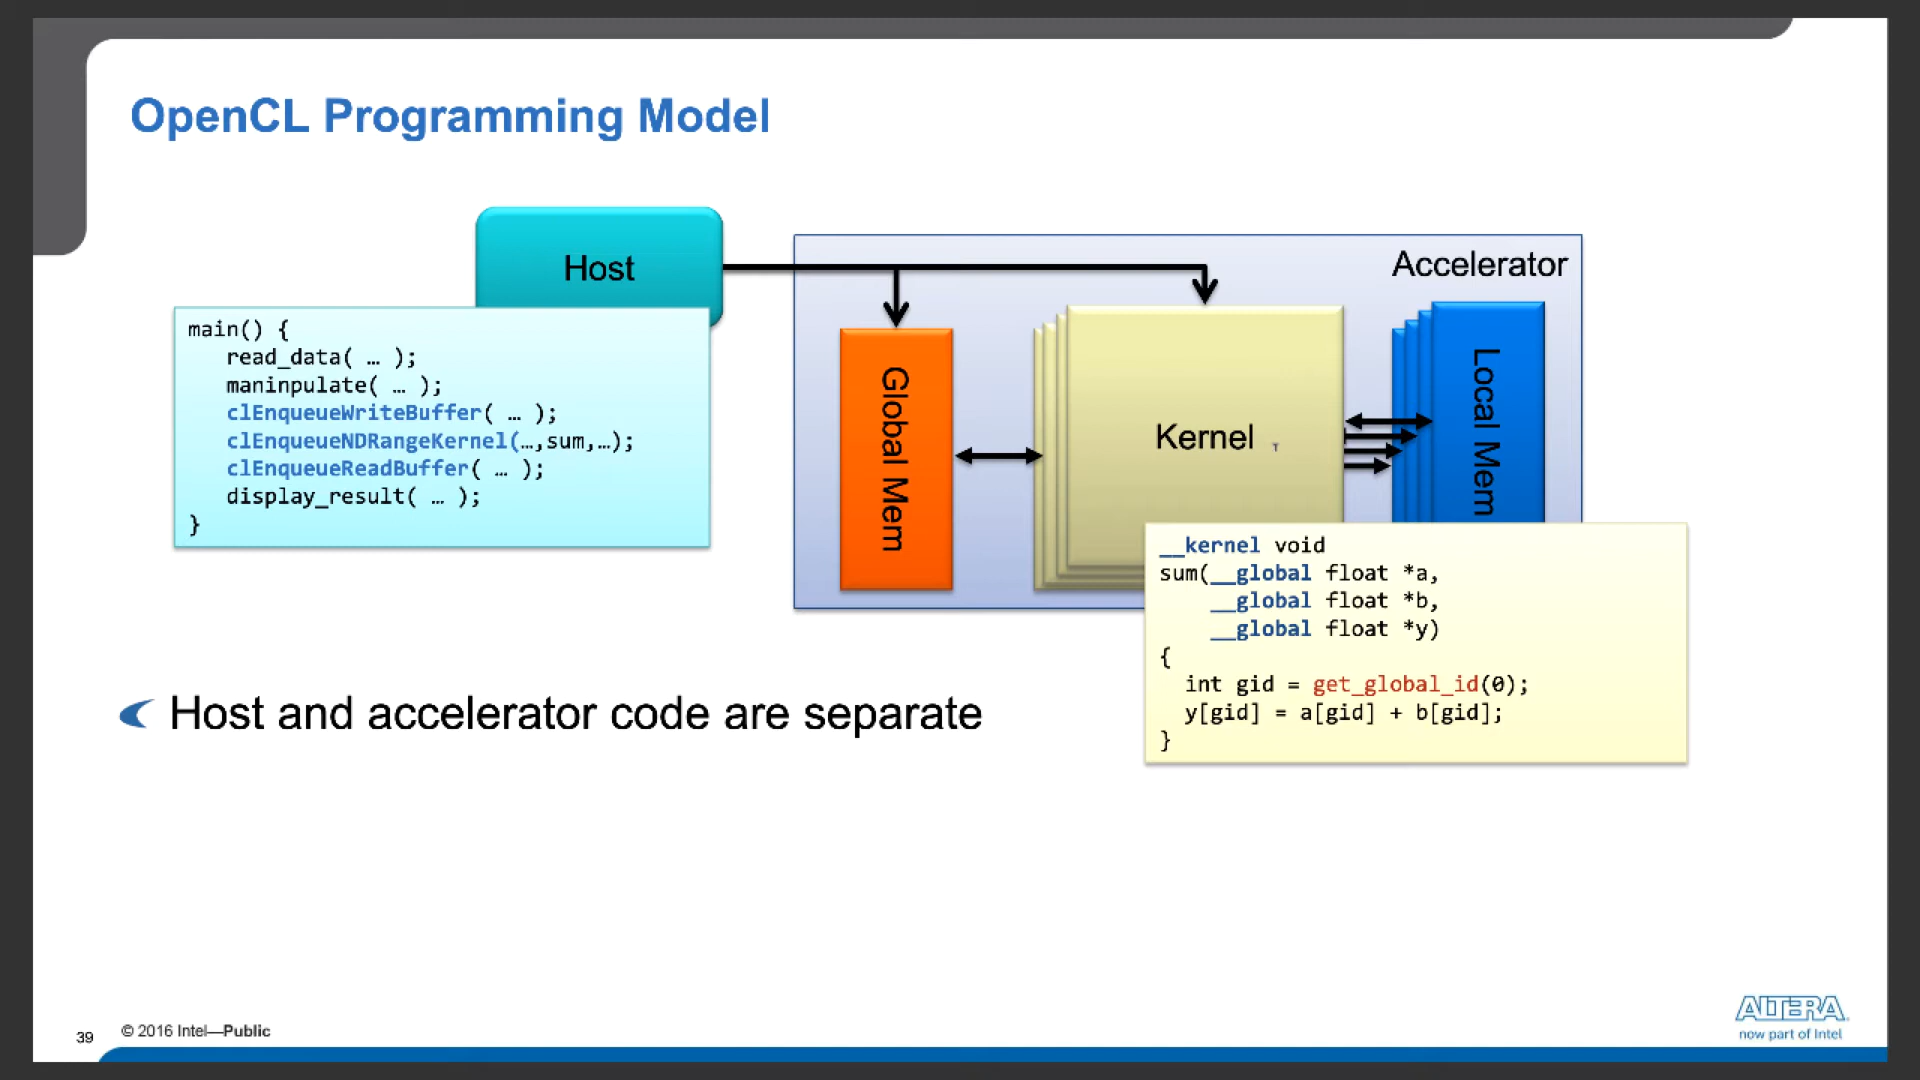 OpenCL Programming Model
Host
Accelerator
main() {
read_data( … );
maninpulate( … );
clEnqueueWriteBuffer( … );
clEnqueueNDRangeKernel(…,sum,…);
clEnqueueReadBuffer( … );
display_result( … );
}
Global Mem
Kernel
Local Mem
__kernel void
sum(__global float *a,
__global float *b,
__global float *y)
{
int gid = get_global_id(0);
y[gid] = a[gid] + b[gid];
}
Host and accelerator code are separate
39
© 2016 Intel—Public
ALTERA
now part of Intel